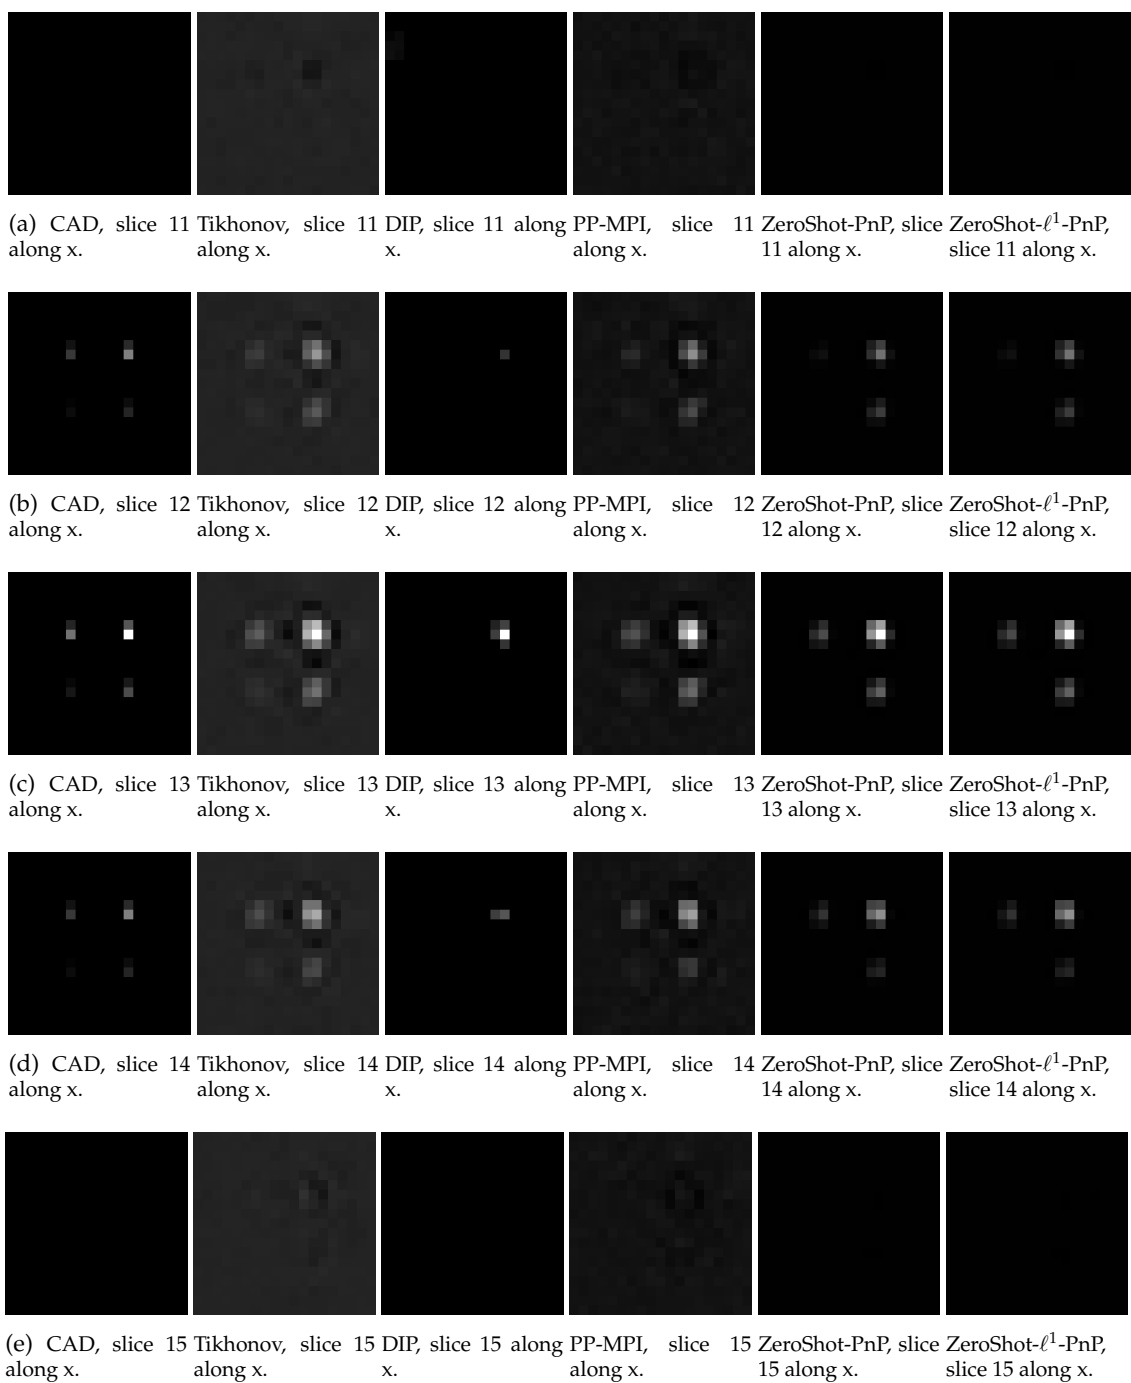 (a) CAD, slice 11 along x.
Tikhonov, slice 11 along x.
DIP, slice 11 along x.
PP-MPI, slice 11 along x.
ZeroShot-PnP, slice 11 along x.
ZeroShot-ℓ¹-PnP, slice 11 along x.
(b) CAD, slice 12 along x.
Tikhonov, slice 12 along x.
DIP, slice 12 along x.
PP-MPI, slice 12 along x.
ZeroShot-PnP, slice 12 along x.
ZeroShot-ℓ¹-PnP, slice 12 along x.
(c) CAD, slice 13 along x.
Tikhonov, slice 13 along x.
DIP, slice 13 along x.
PP-MPI, slice 13 along x.
ZeroShot-PnP, slice 13 along x.
ZeroShot-ℓ¹-PnP, slice 13 along x.
(d) CAD, slice 14 along x.
Tikhonov, slice 14 along x.
DIP, slice 14 along x.
PP-MPI, slice 14 along x.
ZeroShot-PnP, slice 14 along x.
ZeroShot-ℓ¹-PnP, slice 14 along x.
(e) CAD, slice 15 along x.
Tikhonov, slice 15 along x.
DIP, slice 15 along x.
PP-MPI, slice 15 along x.
ZeroShot-PnP, slice 15 along x.
ZeroShot-ℓ¹-PnP, slice 15 along x.